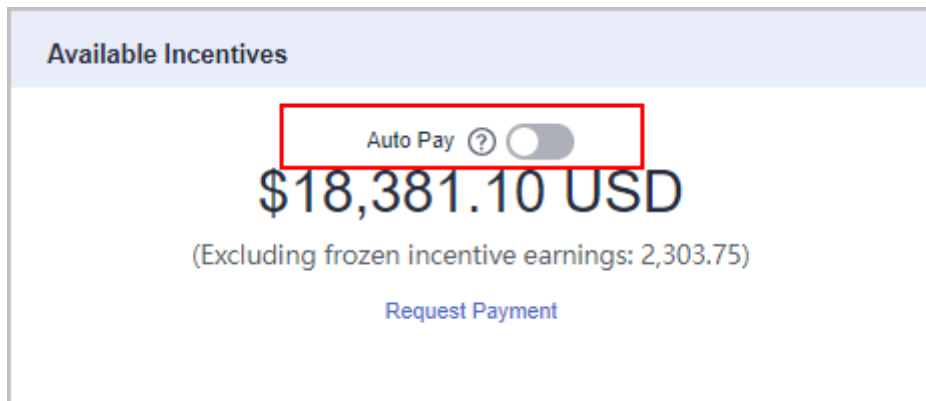 Available Incentives
Auto Pay ?
$18,381.10 USD
(Excluding frozen incentive earnings: 2,303.75)
Request Payment